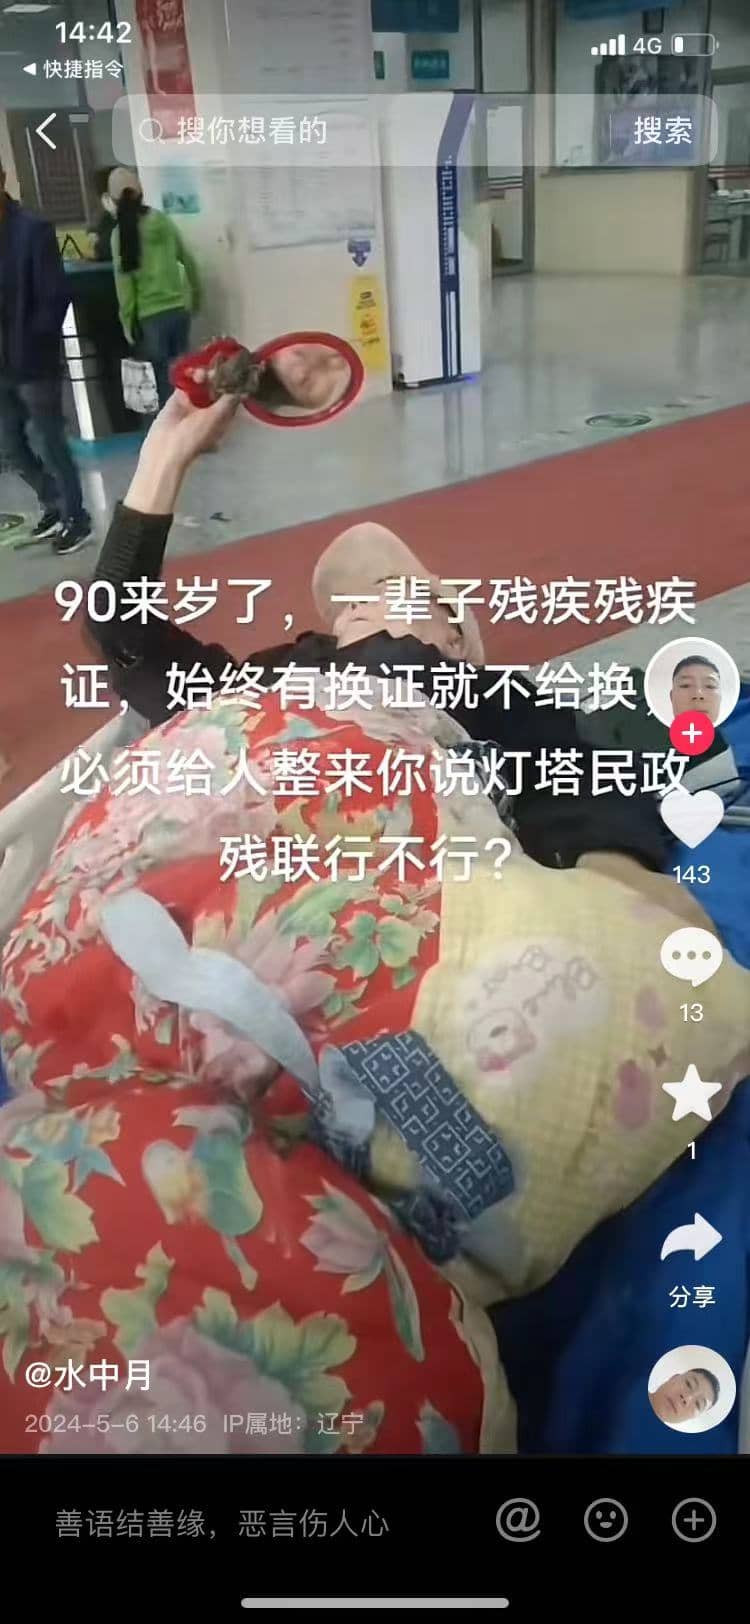 14:42
4G
快捷指令
搜你想看的
搜索
90来岁了，一辈子残疾残疾
证，始终有换证就不给换，
必须给人整来你说灯塔民政
残联行不行？
143
13
1
分享
@水中月
2024-5-6 14:46 IP属地：辽宁
善语结善缘，恶言伤人心